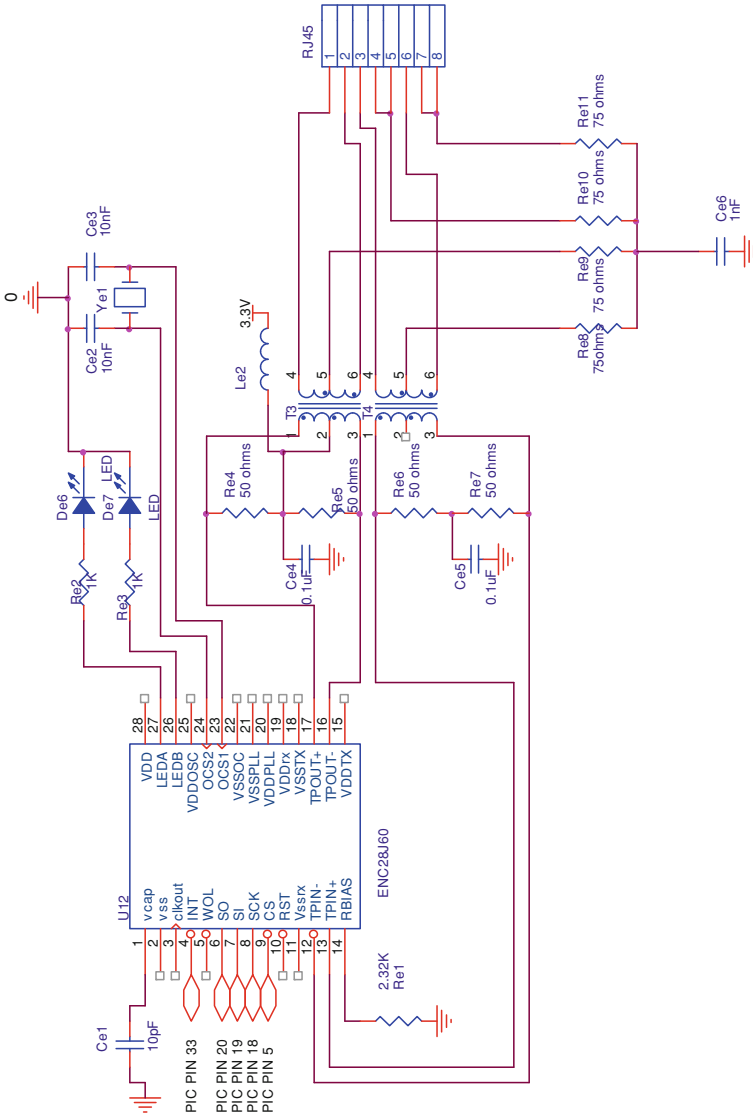 RJ45
1
2
3
4
5
6
7
8
Re11
75 ohms
Re10
75 ohms
Re9
75 ohms
Re8
75ohms
Ce6
1nF
0
Ce3
10nF
Ye1
Ce2
10nF
3.3V
Le2
T3
1
2
3
4
5
6
T4
1
2
3
4
5
6
De6
LED
De7
LED
Re2
1K
Re3
1K
Re4
50 ohms
Re5
50 ohms
Re6
50 ohms
Re7
50 ohms
Ce4
0.1uF
Ce5
0.1uF
U12
ENC28J60
1 vcap
2 vss
3 clkout
4 INT
5 WOL
6 SO
7 SI
8 SCK
9 CS
10 RST
11 Vssrx
12 TPIN-
13 TPIN+
14 RBIAS
28 VDD
27 LEDA
26 LEDB
25 VDDOSC
24 OCS2
23 OCS1
22 VSSOC
21 VSSPLL
20 VDDPLL
19 VDDrx
18 VSSTX
17 TPOUT+
16 TPOUT-
15 VDDTX
Ce1
10pF
PIC PIN 33
PIC PIN 20
PIC PIN 19
PIC PIN 18
PIC PIN 5
2.32K
Re1